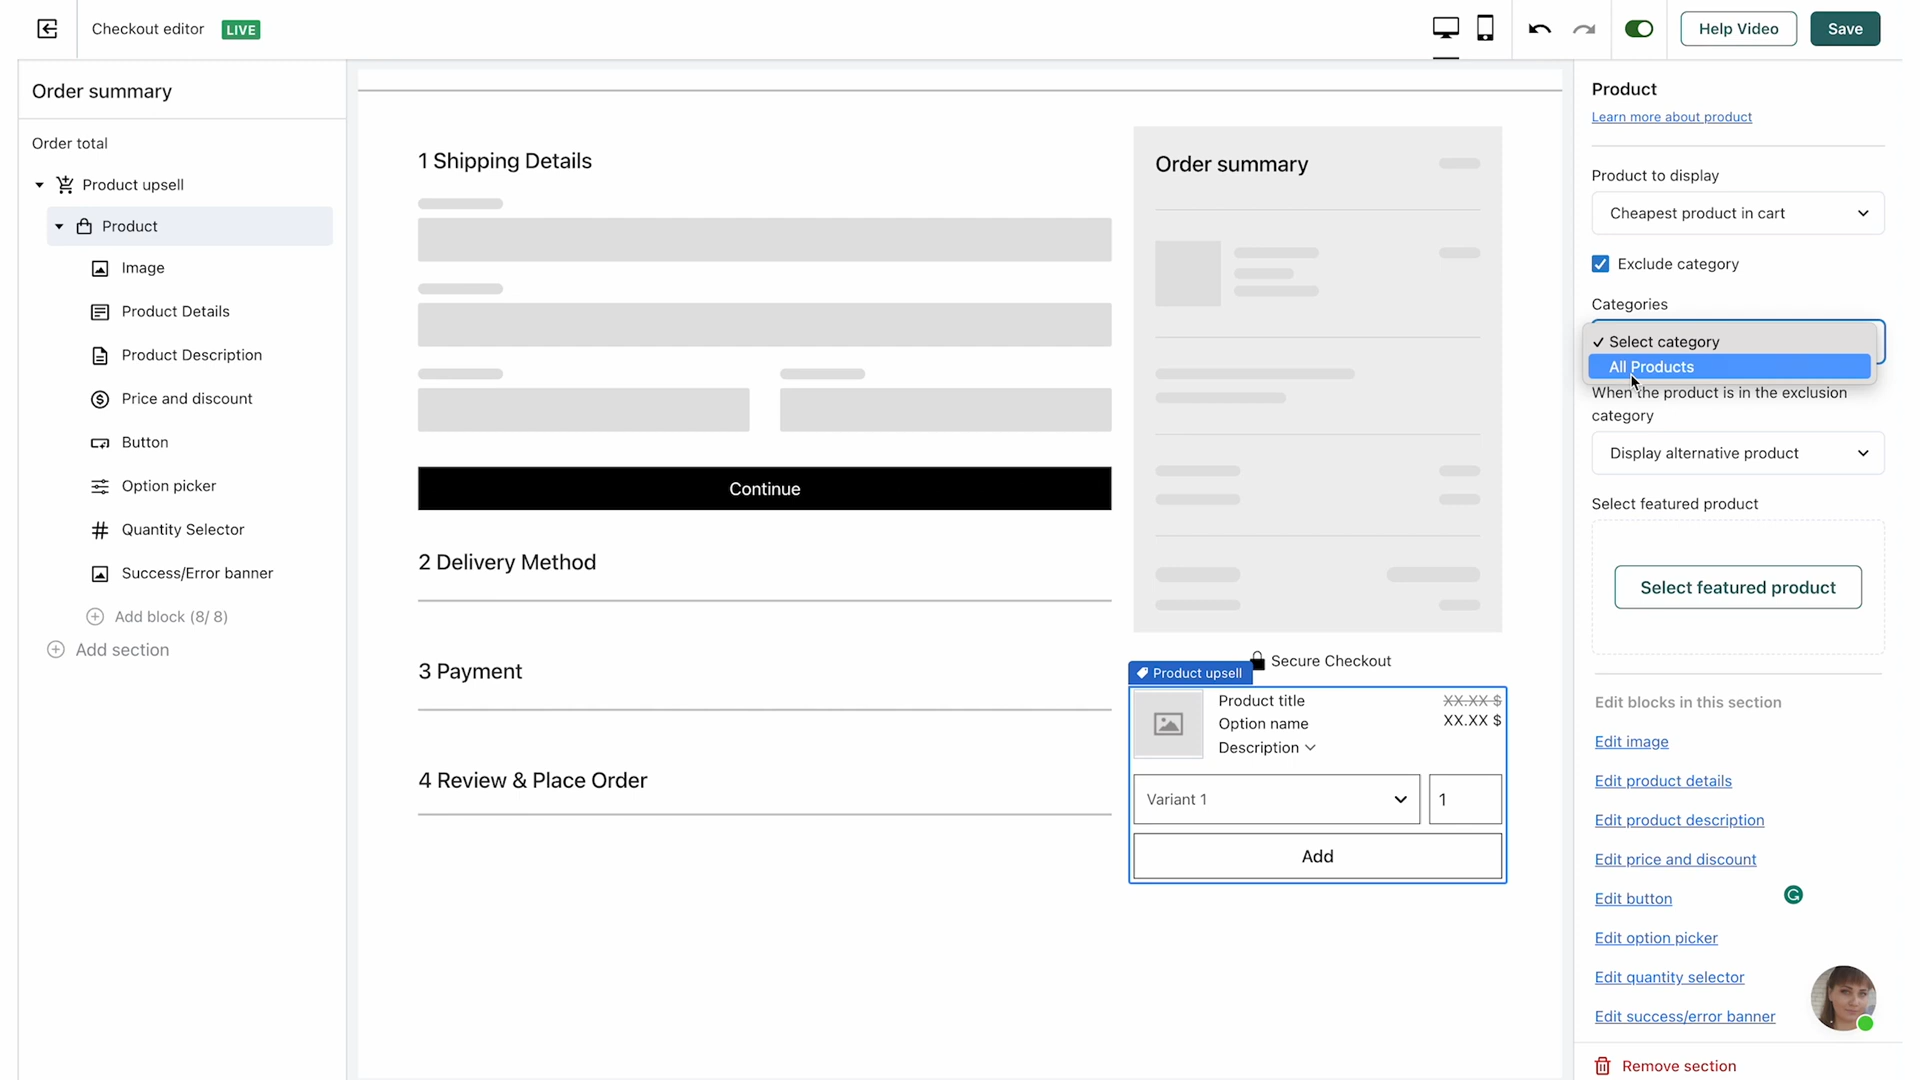 Checkout editor
LIVE
Help Video
Save
Order summary
Order total
Product upsell
Product
Image
Product Details
Product Description
Price and discount
Button
Option picker
Quantity Selector
Success/Error banner
Add block (8/ 8)
Add section
1 Shipping Details
Continue
2 Delivery Method
3 Payment
4 Review & Place Order
Order summary
Secure Checkout
Product upsell
Product title
XX.XX $
Option name
XX.XX $
Description
Variant 1
1
Add
Product
Learn more about product
Product to display
Cheapest product in cart
Exclude category
Categories
Select category
All Products
When the product is in the exclusion
category
Display alternative product
Select featured product
Select featured product
Edit blocks in this section
Edit image
Edit product details
Edit product description
Edit price and discount
Edit button
Edit option picker
Edit quantity selector
Edit success/error banner
Remove section